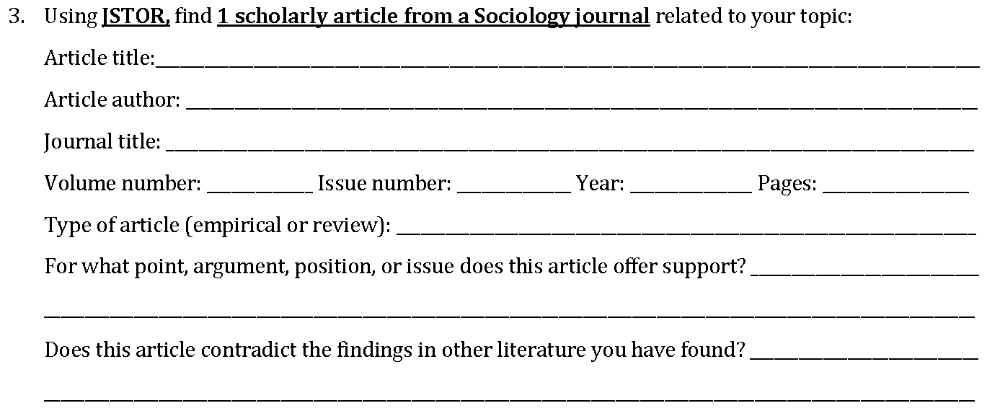 3. Using JSTOR, find 1 scholarly article from a Sociology journal related to your topic:
Article title:
Article author:
Journal title:
Volume number: Issue number: Year: Pages:
Type of article (empirical or review):
For what point, argument, position, or issue does this article offer support?
Does this article contradict the findings in other literature you have found?